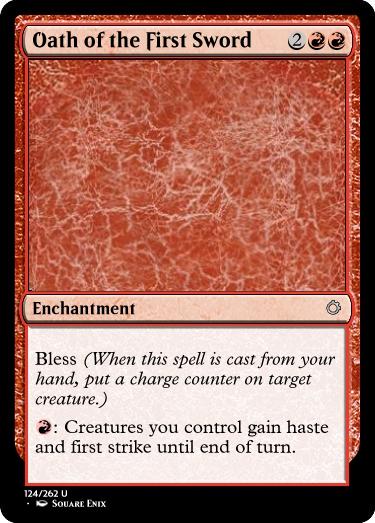 Oath of the First Sword 2RR
Enchantment
Bless (When this spell is cast from your
hand, put a charge counter on target
creature.)
R: Creatures you control gain haste
and first strike until end of turn.
124/262 U
· Square Enix